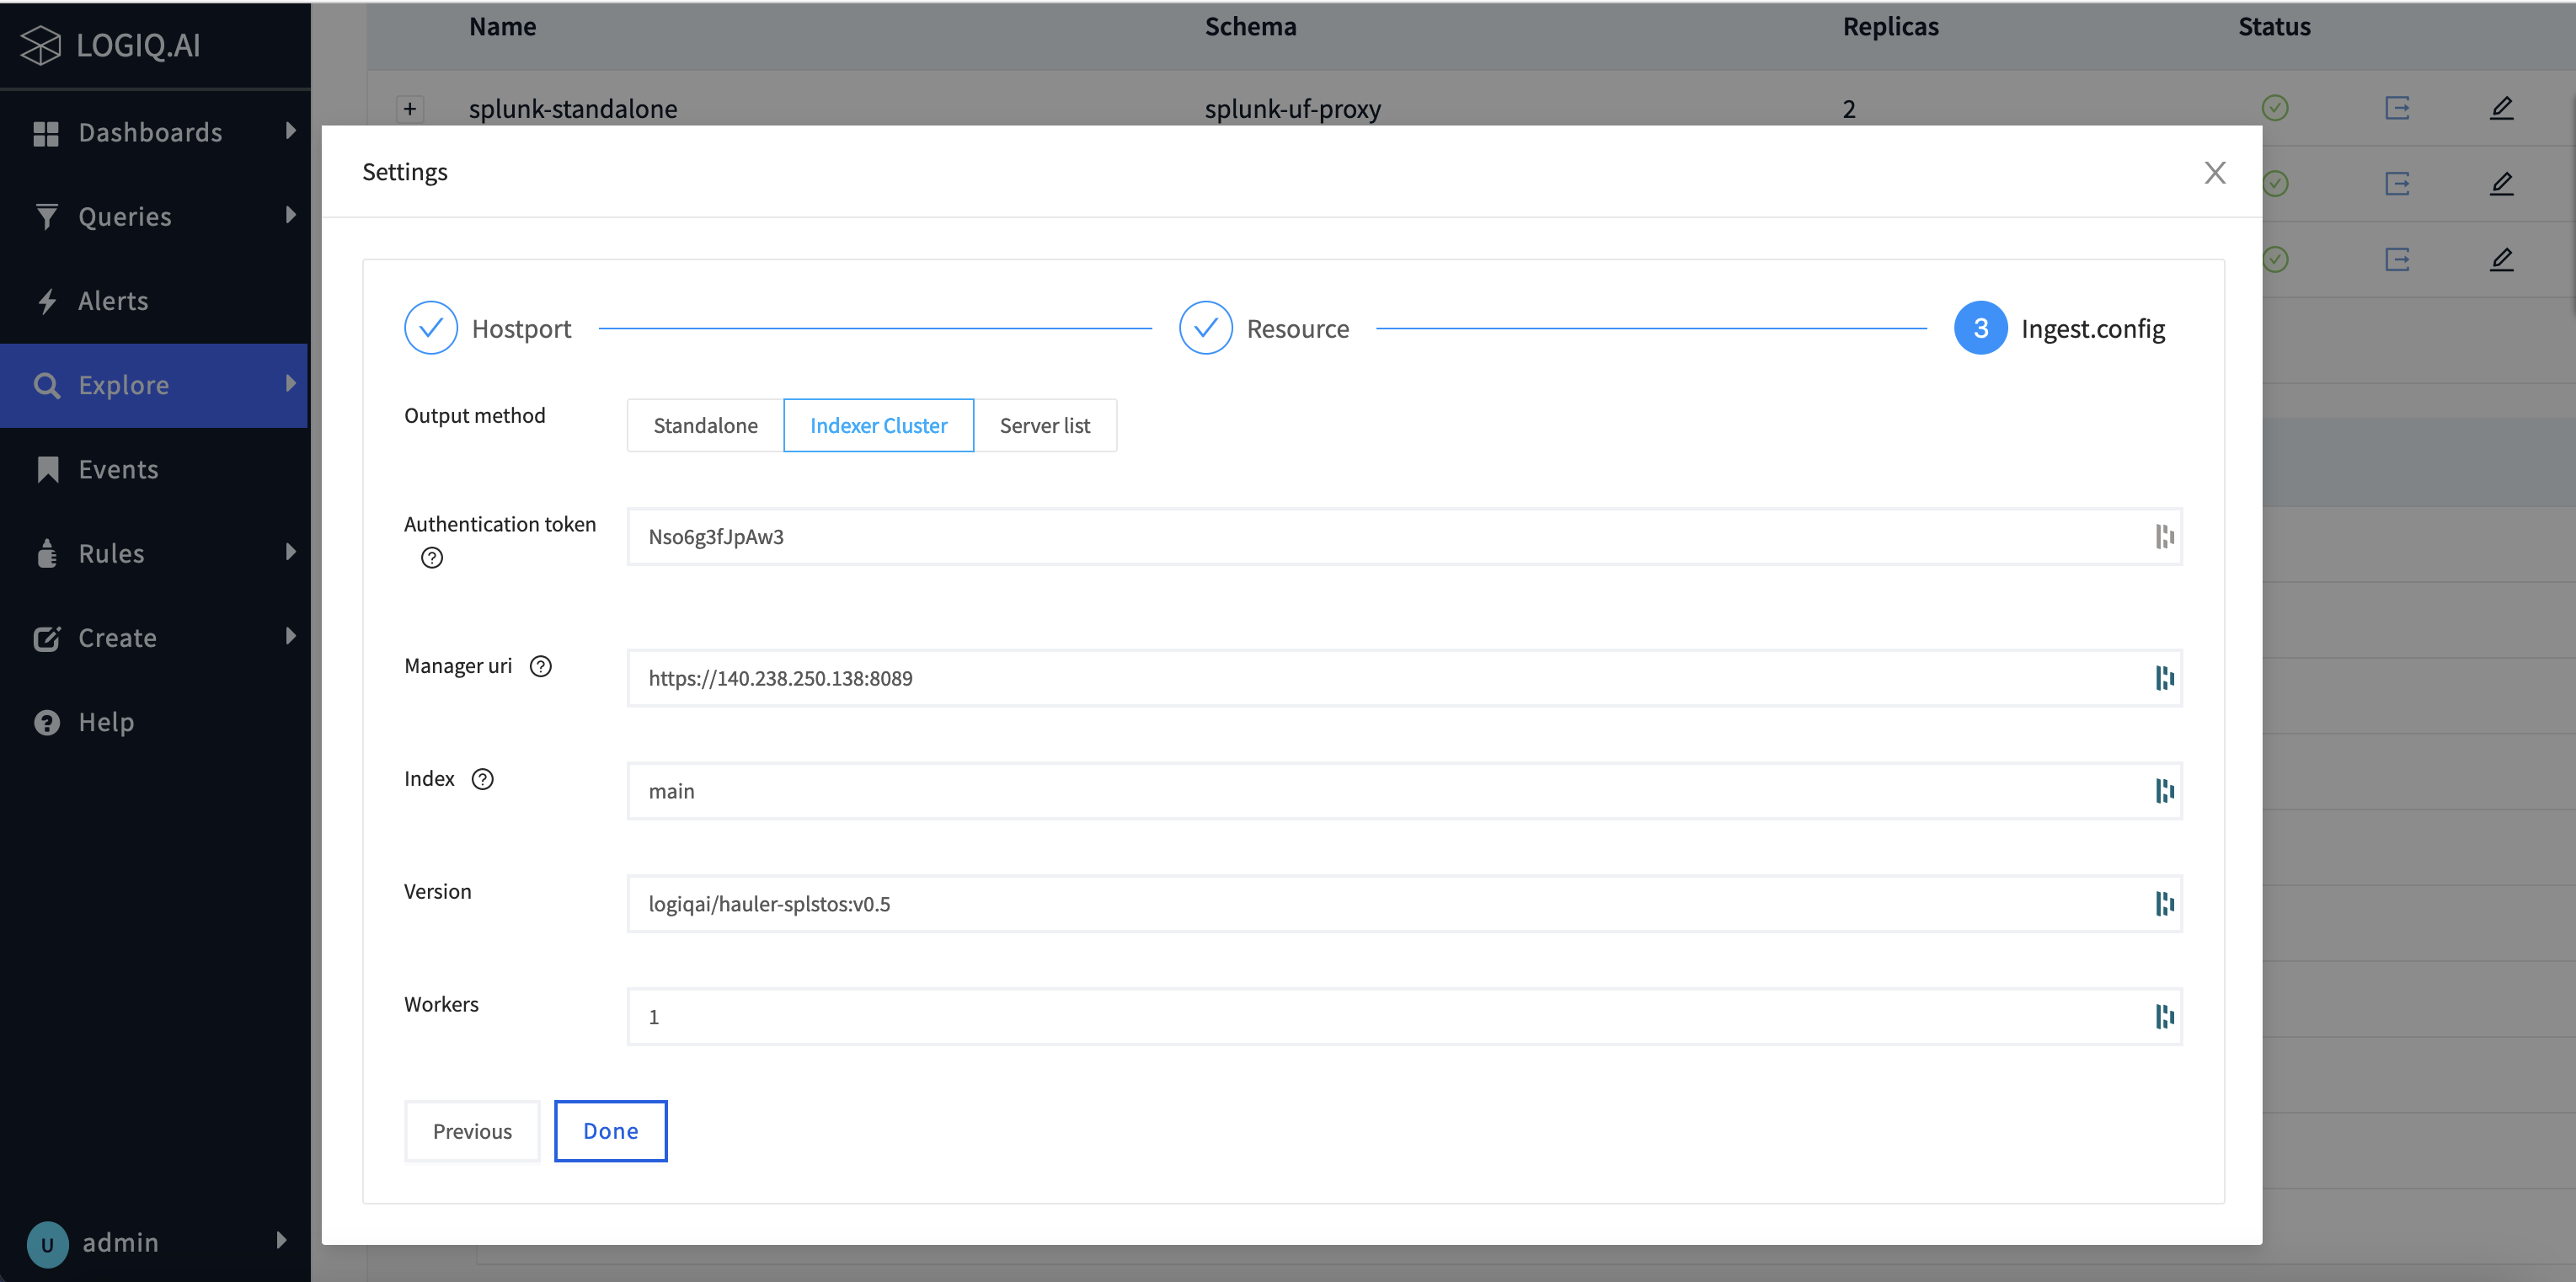 LOGIQ.AI
Dashboards
Queries
Alerts
Explore
Events
Rules
Create
Help
U admin
Name Schema Replicas Status
+ splunk-standalone splunk-uf-proxy 2
Settings
Hostport Resource 3 Ingest.config
Output method Standalone Indexer Cluster Server list
Authentication token ? Nso6g3fJpAw3
Manager uri ? https://140.238.250.138:8089
Index ? main
Version logiqai/hauler-splstos:v0.5
Workers 1
Previous Done